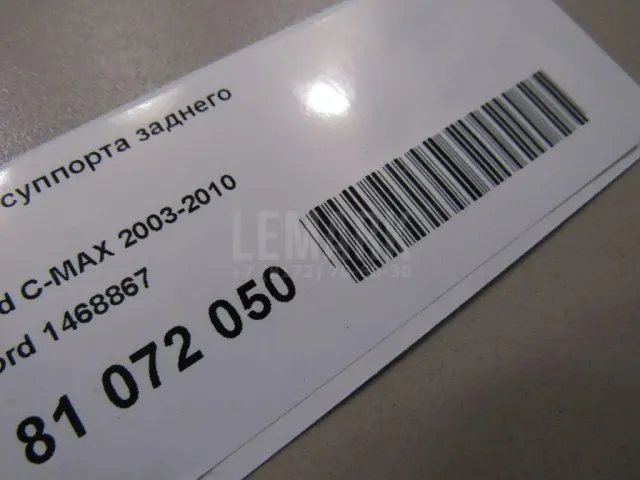 суппорта заднего
d C-MAX 2003-2010
ord 1468867
81 072 050